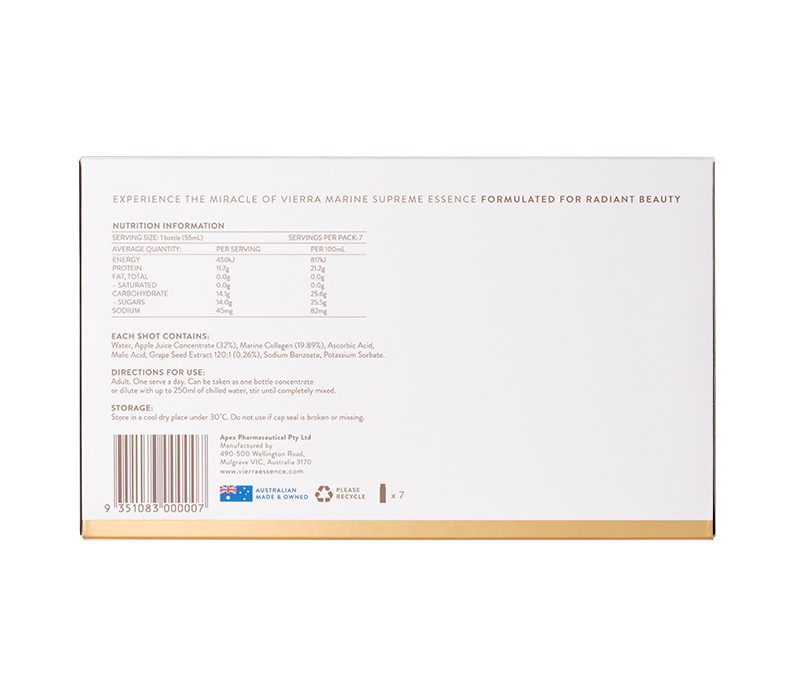 EXPERIENCE THE MIRACLE OF VIERRA MARINE SUPREME ESSENCE FORMULATED FOR RADIANT BEAUTY
NUTRITION INFORMATION
SERVING SIZE: 1 bottle (55mL) SERVINGS PER PACK: 7
AVERAGE QUANTITY: PER SERVING PER 100mL
ENERGY 450kJ 817kJ
PROTEIN 11.7g 21.2g
FAT, TOTAL 0.0g 0.0g
– SATURATED 0.0g 0.0g
CARBOHYDRATE 14.1g 25.6g
– SUGARS 14.0g 25.5g
SODIUM 45mg 82mg
EACH SHOT CONTAINS:
Water, Apple Juice Concentrate (32%), Marine Collagen (19.89%), Ascorbic Acid,
Malic Acid, Grape Seed Extract 120:1 (0.26%), Sodium Benzoate, Potassium Sorbate.
DIRECTIONS FOR USE:
Adult. One serve a day. Can be taken as one bottle concentrate
or dilute with up to 250ml of chilled water, stir until completely mixed.
STORAGE:
Store in a cool dry place under 30˚C. Do not use if cap seal is broken or missing.
Apex Pharmaceutical Pty Ltd
Manufactured by
490-500 Wellington Road,
Mulgrave VIC, Australia 3170
www.vierraessence.com
AUSTRALIAN
MADE & OWNED
PLEASE
RECYCLE
x 7
9 351083 000007